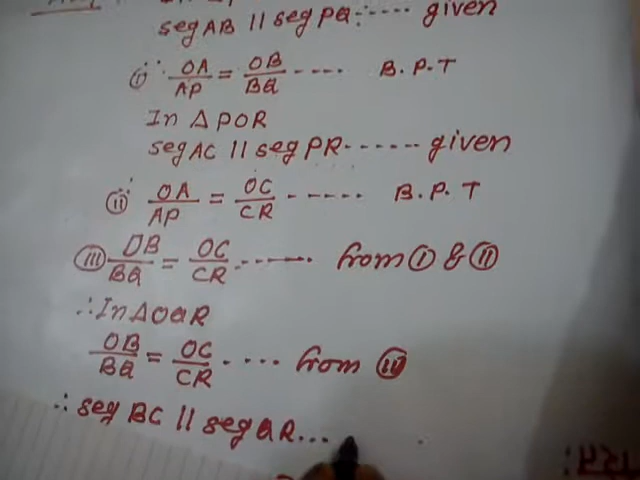 seg AB || seg PQ ..... given
(i) ∴ OA/AP = OB/BQ ---- B.P.T
In △ POR
seg AC || seg PR ------ given
(ii) ∴ OA/AP = OC/CR ----- B.P.T
(iii) OB/BQ = OC/CR ------ from (I) & (II)
∴ In △ OQR
OB/BQ = OC/CR ---- from (iii)
∴ seg BC || seg QR ...